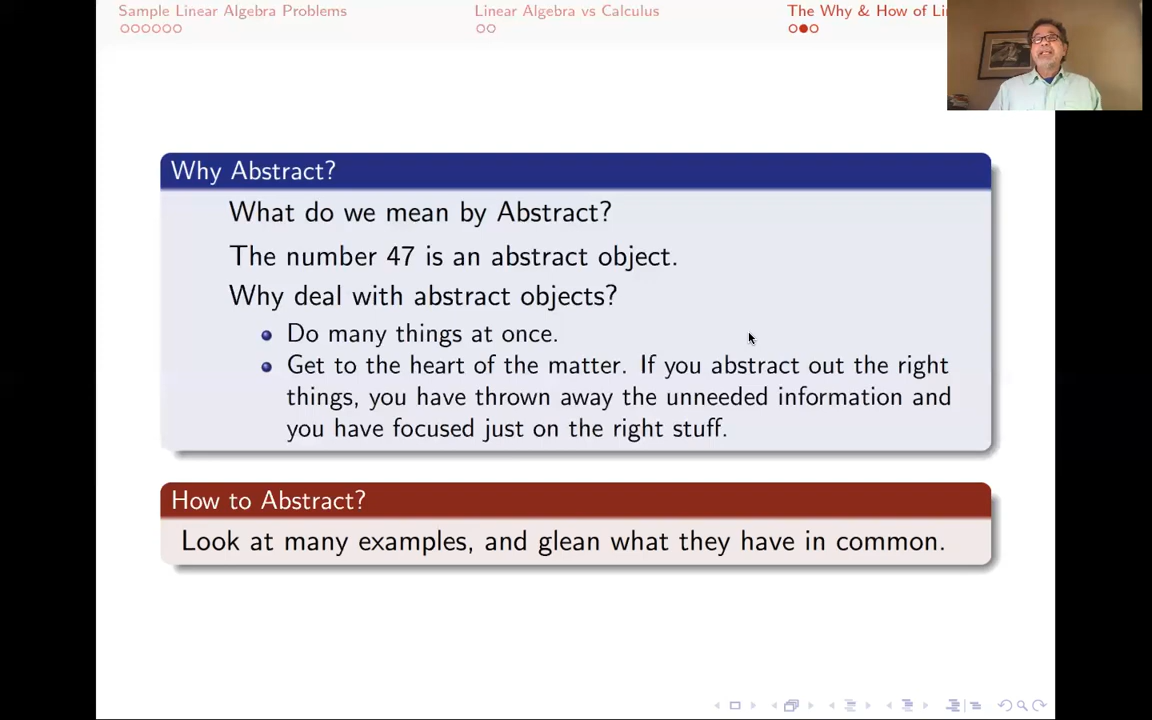 Sample Linear Algebra Problems
Linear Algebra vs Calculus
The Why & How of Li
Why Abstract?
What do we mean by Abstract?
The number 47 is an abstract object.
Why deal with abstract objects?
Do many things at once.
Get to the heart of the matter. If you abstract out the right
things, you have thrown away the unneeded information and
you have focused just on the right stuff.
How to Abstract?
Look at many examples, and glean what they have in common.